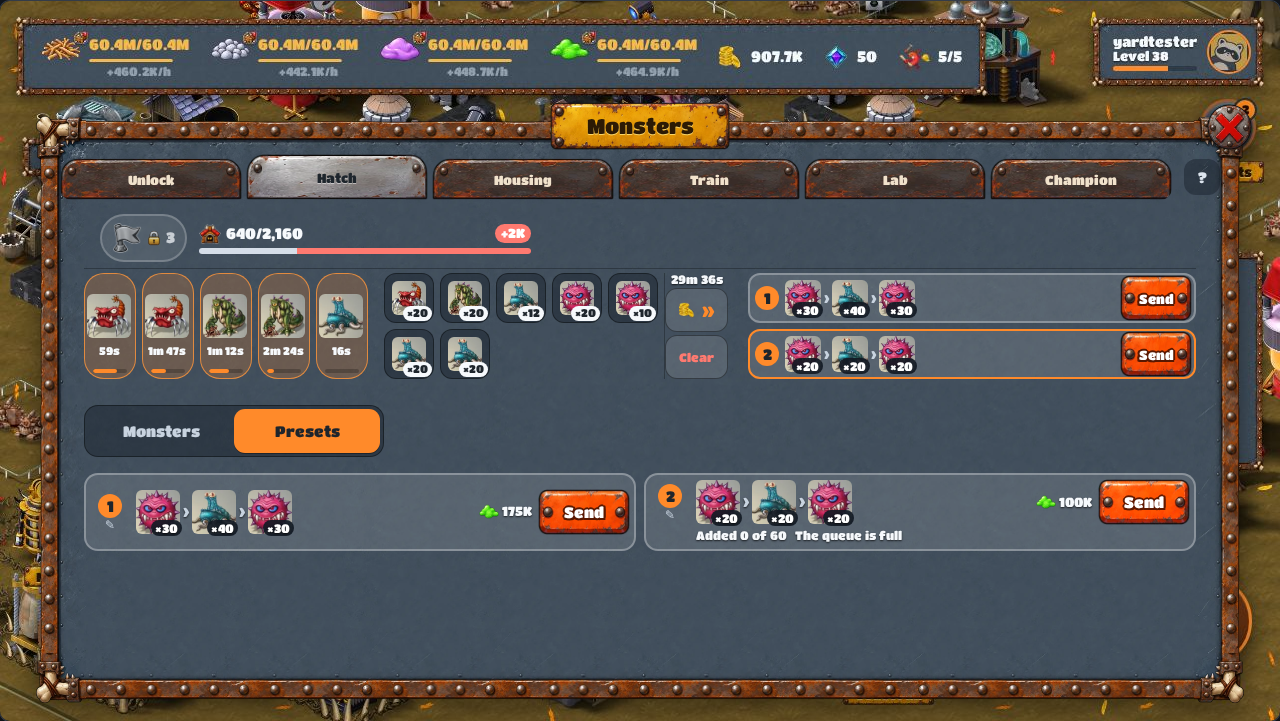 60.4M/60.4M
+460.2K/h
60.4M/60.4M
+442.1K/h
60.4M/60.4M
+448.7K/h
60.4M/60.4M
+464.9K/h
907.7K
50
5/5
yardtester
Level 38
Monsters
Unlock
Hatch
Housing
Train
Lab
Champion
?
3
640/2,160
+2K
59s
1m 47s
1m 12s
2m 24s
16s
×20
×20
×12
×20
×10
×20
×20
29m 36s
Clear
1
×30
×40
×30
Send
2
×20
×20
×20
Send
Monsters
Presets
1
×30
×40
×30
175K
Send
2
×20
×20
×20
100K
Send
Added 0 of 60 The queue is full